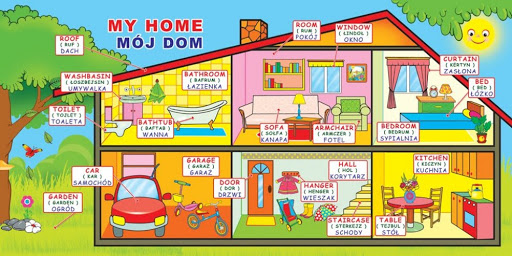 MY HOME
MÓJ DOM
ROOF
( RUF )
DACH
ROOM
( RUM )
POKÓJ
WINDOW
( ŁINDOŁ )
OKNO
WASHBASIN
( ŁOSZBEJSYN )
UMYWALKA
BATHROOM
( BAFRUM )
ŁAZIENKA
CURTAIN
( KERTYN )
ZASŁONA
BED
( BED )
ŁÓŻKO
TOILET
( TOJLET )
TOALETA
BATHTUB
( BAFTAB )
WANNA
SOFA
( SOŁFA )
KANAPA
ARMCHAIR
( ARMCZER )
FOTEL
BEDROOM
( BEDRUM )
SYPIALNIA
CAR
( KAR )
SAMOCHÓD
GARAGE
( GARAZ )
GARAŻ
DOOR
( DOR )
DRZWI
HANGER
( HENGER )
WIESZAK
HALL
( HOL )
KORYTARZ
KITCHEN
( KICZYN )
KUCHNIA
GARDEN
( GARDEN )
OGRÓD
STAIRCASE
( STERKEJZ )
SCHODY
TABLE
( TEJBUL )
STÓŁ